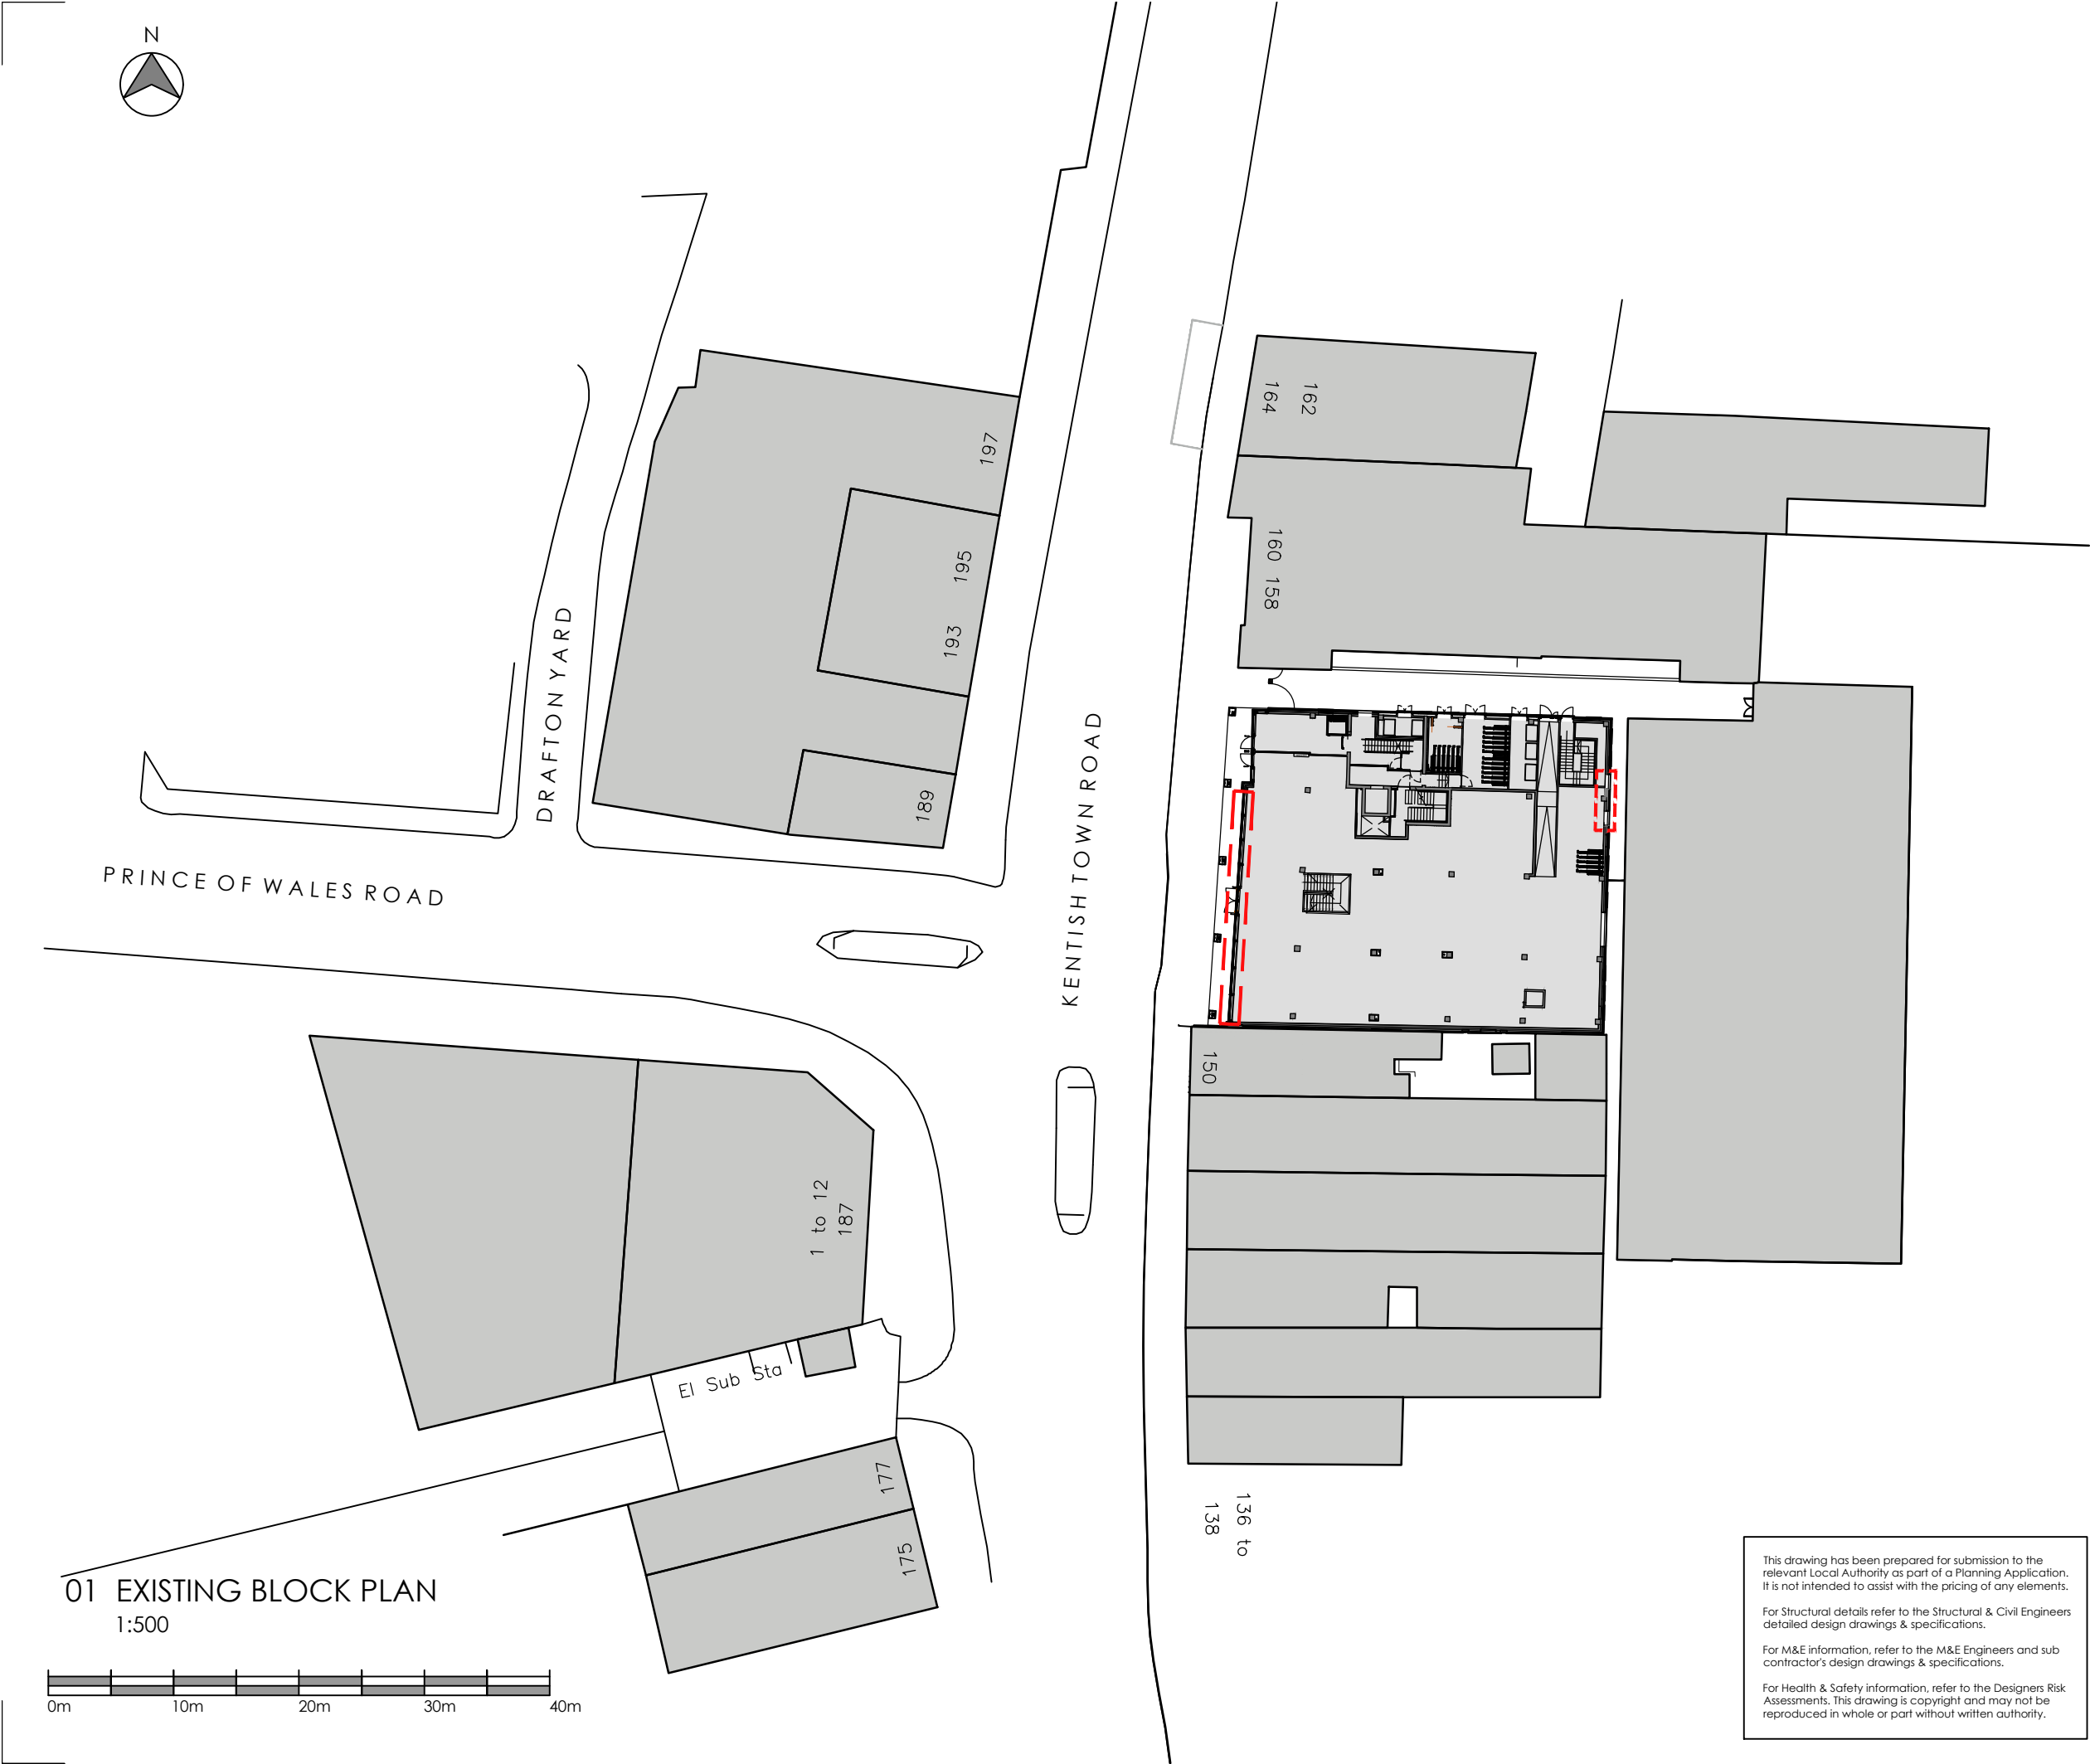 N
164
162
197
195
193
189
160 158
DRAFTON YARD
KENTISH TOWN ROAD
PRINCE OF WALES ROAD
150
1 to 12
187
El Sub Sta
177
175
136 to
138
01 EXISTING BLOCK PLAN
1:500
0m 10m 20m 30m 40m
This drawing has been prepared for submission to the
relevant Local Authority as part of a Planning Application.
It is not intended to assist with the pricing of any elements.
For Structural details refer to the Structural & Civil Engineers
detailed design drawings & specifications.
For M&E information, refer to the M&E Engineers and sub
contractor's design drawings & specifications.
For Health & Safety information, refer to the Designers Risk
Assessments. This drawing is copyright and may not be
reproduced in whole or part without written authority.